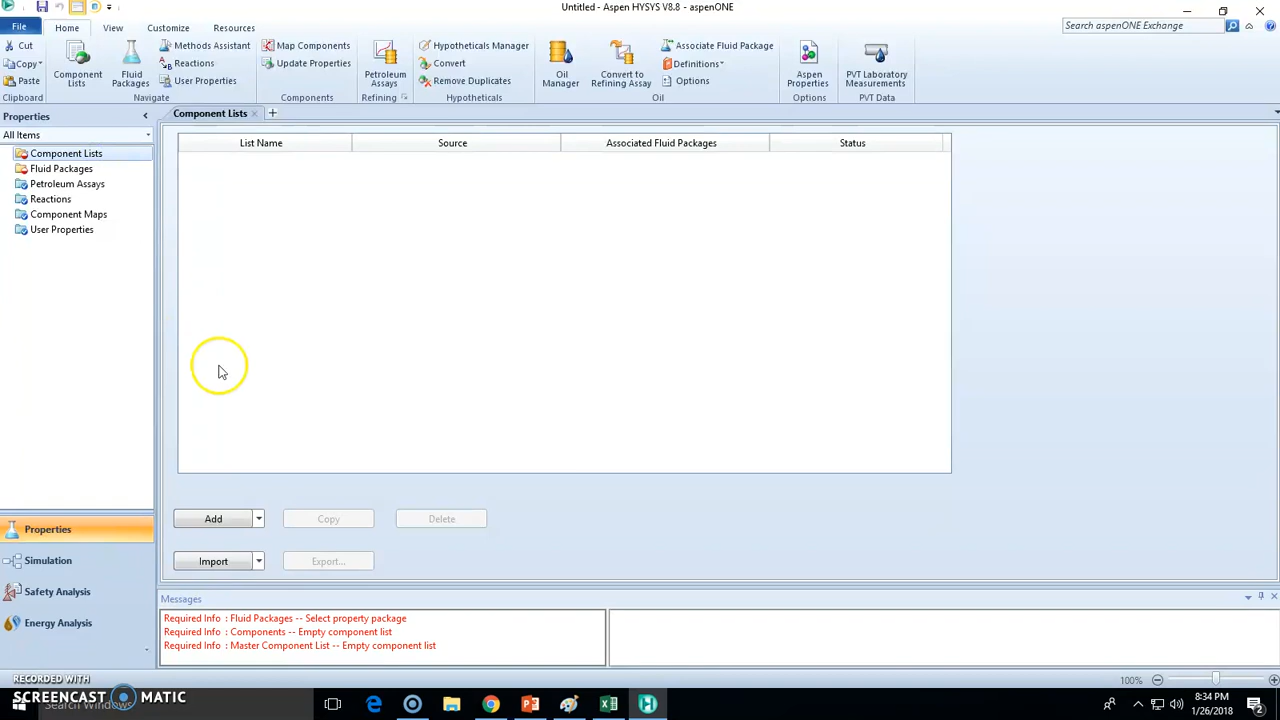 Untitled - Aspen HYSYS V8.8 - aspenONE
File Home View Customize Resources
Search aspenONE Exchange
Cut
Copy
Paste
Clipboard
Component Lists
Fluid Packages
Methods Assistant
Reactions
User Properties
Navigate
Map Components
Update Properties
Components
Petroleum Assays
Refining
Hypotheticals Manager
Convert
Remove Duplicates
Hypotheticals
Oil Manager
Convert to Refining Assay
Associate Fluid Package
Definitions
Options
Oil
Aspen Properties
Options
PVT Laboratory Measurements
PVT Data
Properties
All Items
Component Lists
Fluid Packages
Petroleum Assays
Reactions
Component Maps
User Properties
Properties
Simulation
Safety Analysis
Energy Analysis
Component Lists
List Name Source Associated Fluid Packages Status
Add Copy Delete
Import Export...
Messages
Required Info : Fluid Packages -- Select property package
Required Info : Components -- Empty component list
Required Info : Master Component List -- Empty component list
100%
RECORDED WITH
SCREENCAST MATIC
Search Windows
8:34 PM
1/26/2018
2